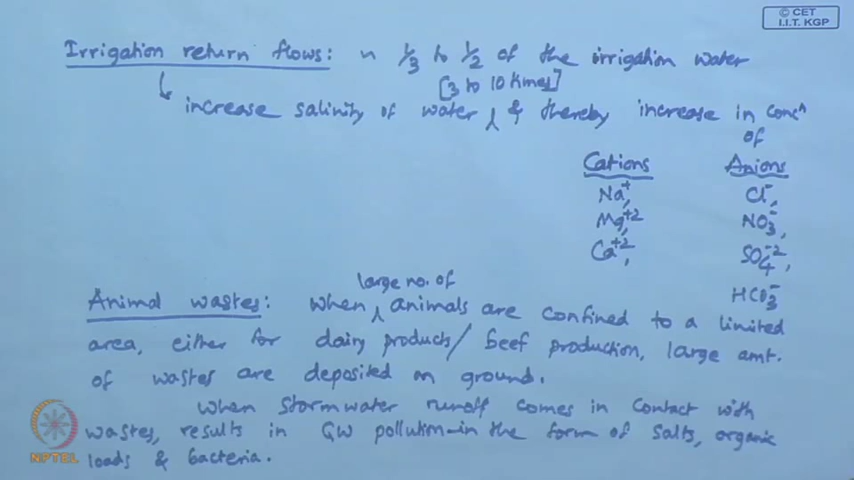 © CET
I.I.T. KGP
Irrigation return flows: ~ 1/3 to 1/2 of the irrigation water
[3 to 10 times]
increase salinity of water & thereby increase in concⁿ
of
Cations Anions
Na⁺, Cl⁻,
Mg⁺², NO₃⁻,
Ca⁺², SO₄⁻²,
HCO₃⁻
large no. of
Animal wastes: When animals are confined to a limited
area, either for dairy products/ beef production, large amt.
of wastes are deposited on ground.
When stormwater runoff comes in contact with
wastes, results in GW pollution in the form of salts, organic
loads & bacteria.
NPTEL